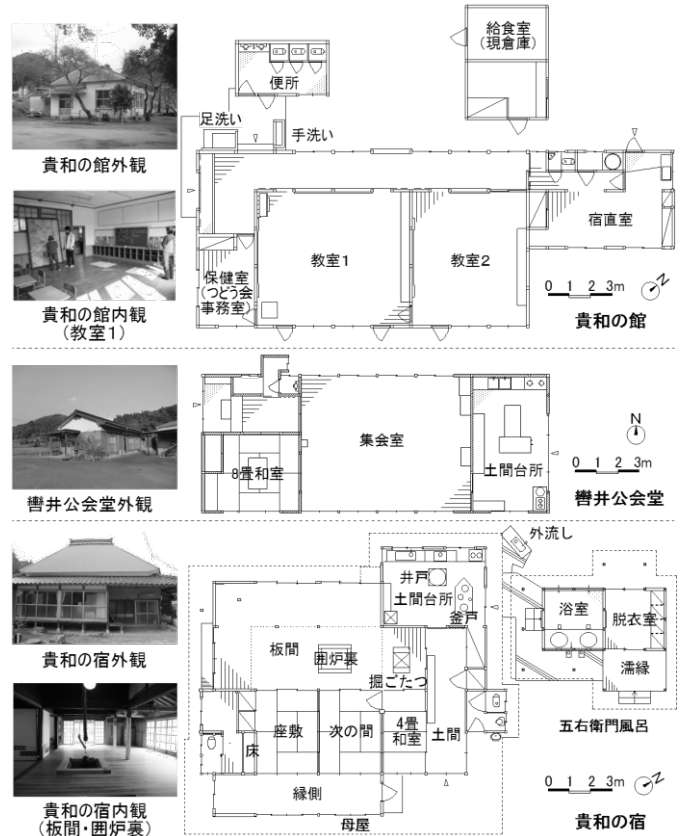 給食室
(現倉庫)
便所
足洗い
手洗い
貴和の館外観
宿直室
教室1
教室2
保健室
(つどう会
事務室)
0 1 2 3m
N
貴和の館
貴和の館内観
(教室1)
集会室
8畳和室
土間台所
N
0 1 2 3m
轡井公会堂
轡井公会堂外観
外流し
井戸
土間台所
釜戸
浴室
脱衣室
濡縁
板間
囲炉裏
掘ごたつ
貴和の宿外観
床
座敷
次の間
4畳
和室
土間
五右衛門風呂
縁側
母屋
0 1 2 3m
N
貴和の宿
貴和の宿内観
(板間・囲炉裏)